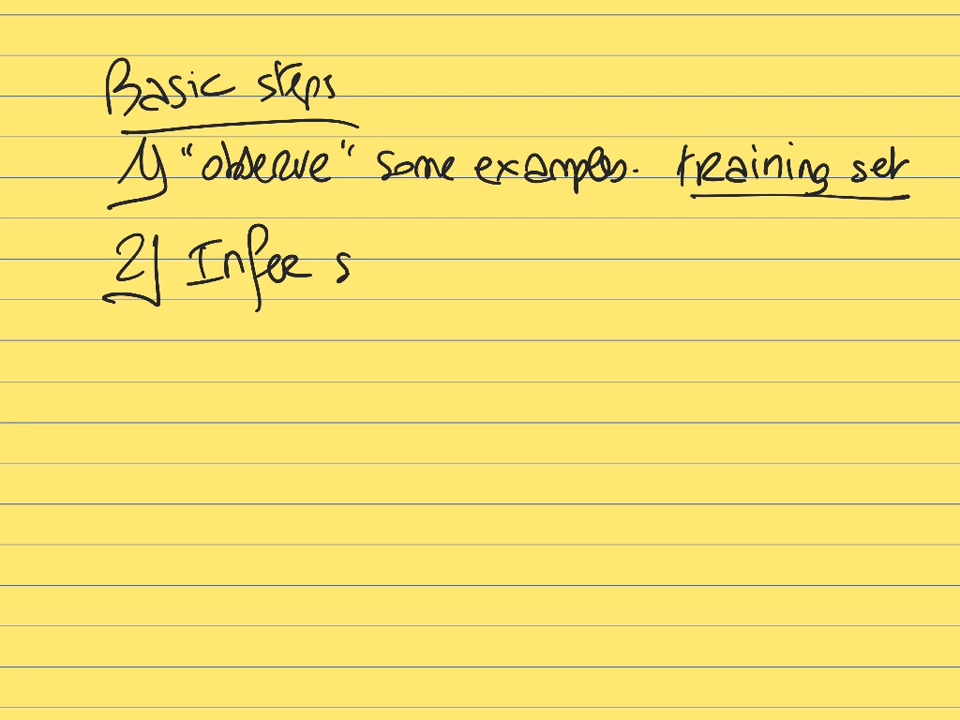 Basic steps
1) "observe" some examples. training set
2) Infer s